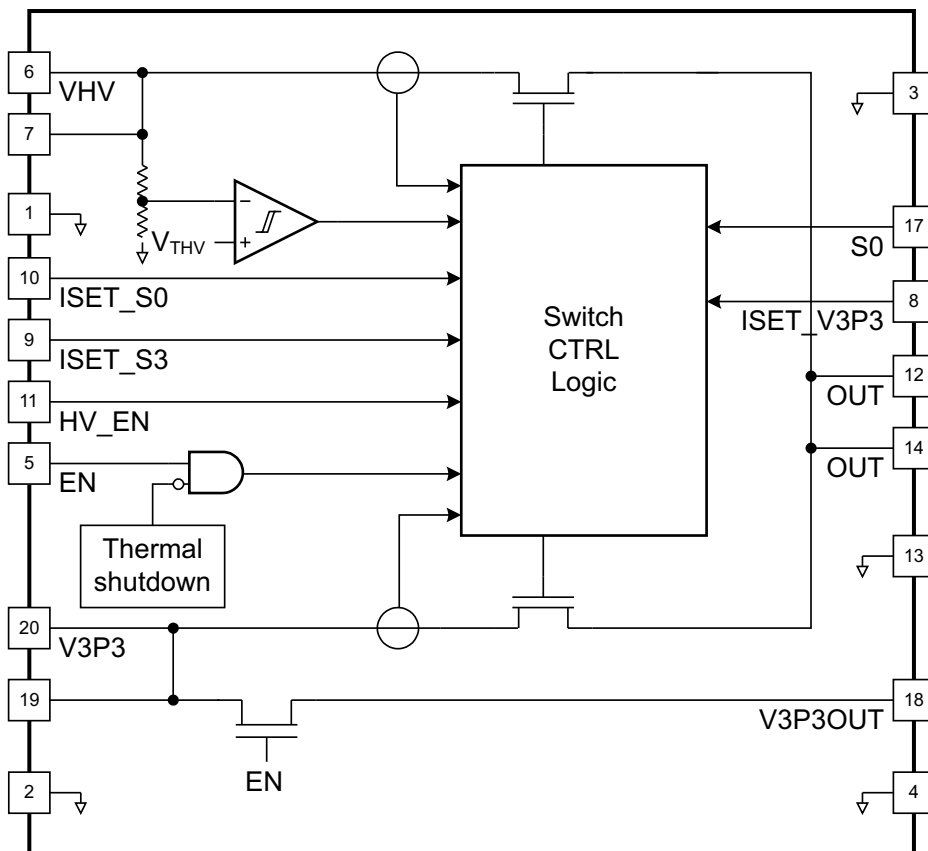 6
VHV
3
7
1
−
V_THV
+
17
S0
10
ISET_S0
8
ISET_V3P3
Switch
CTRL
Logic
9
ISET_S3
12
OUT
11
HV_EN
5
EN
14
OUT
Thermal
shutdown
13
20
V3P3
19
18
V3P3OUT
EN
2
4